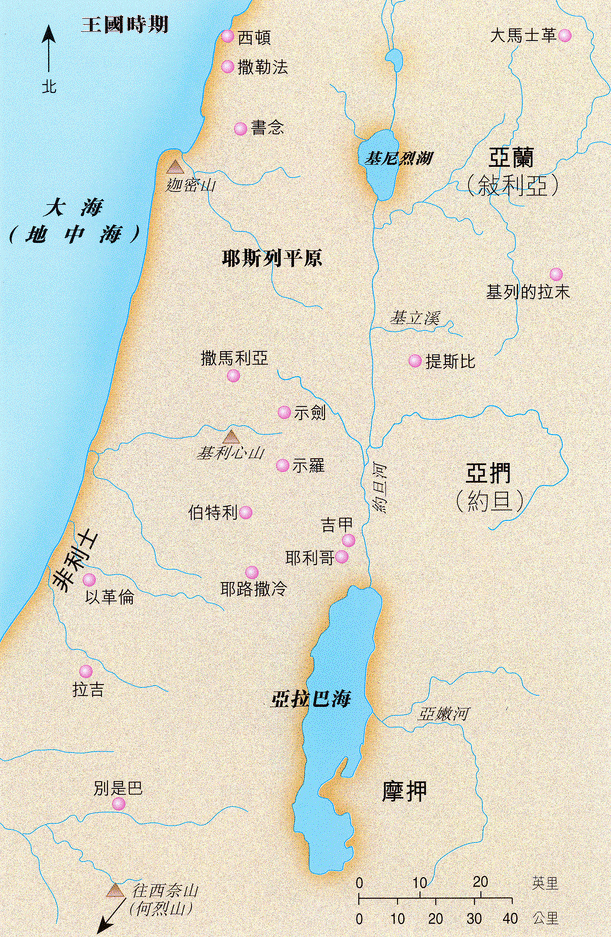 王國時期
北
西頓
撒勒法
大馬士革
書念
基尼烈湖
亞蘭
(敍利亞)
迦密山
大 海
( 地 中 海 )
耶斯列平原
基列的拉末
基立溪
撒馬利亞
提斯比
示劍
基利心山
示羅
亞捫
(約旦)
約旦河
伯特利
吉甲
耶利哥
非利士
耶路撒冷
以革倫
拉吉
亞拉巴海
亞嫩河
別是巴
摩押
往西奈山
(何烈山)
0 10 20 英里
0 10 20 30 40 公里